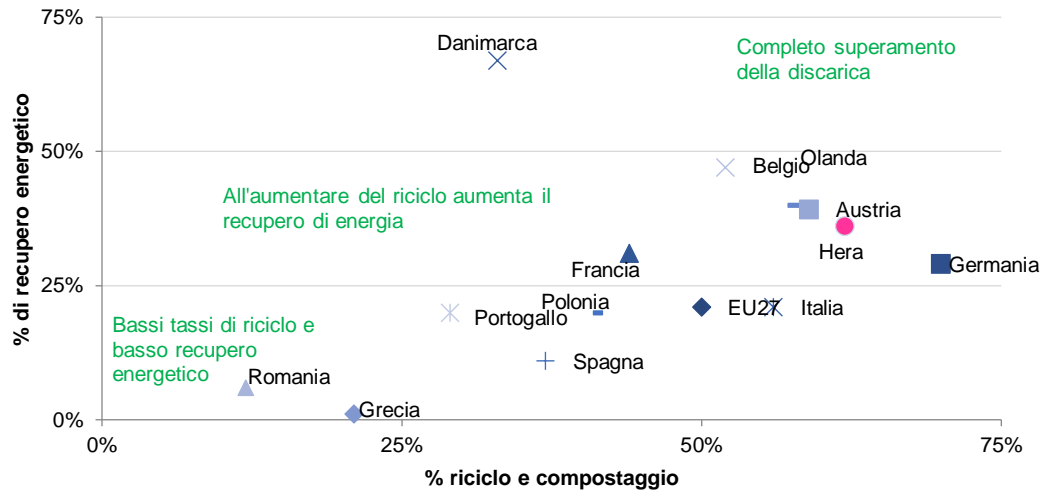 75%
Danimarca
Completo superamento
della discarica
50%
Olanda
Belgio
All'aumentare del riciclo aumenta il
recupero di energia
Austria
Hera
Francia
Germania
25%
Polonia
Portogallo
EU27
Italia
Bassi tassi di riciclo e
basso recupero
energetico
Spagna
Romania
Grecia
0%
0%
25%
50%
75%
% di recupero energetico
% riciclo e compostaggio